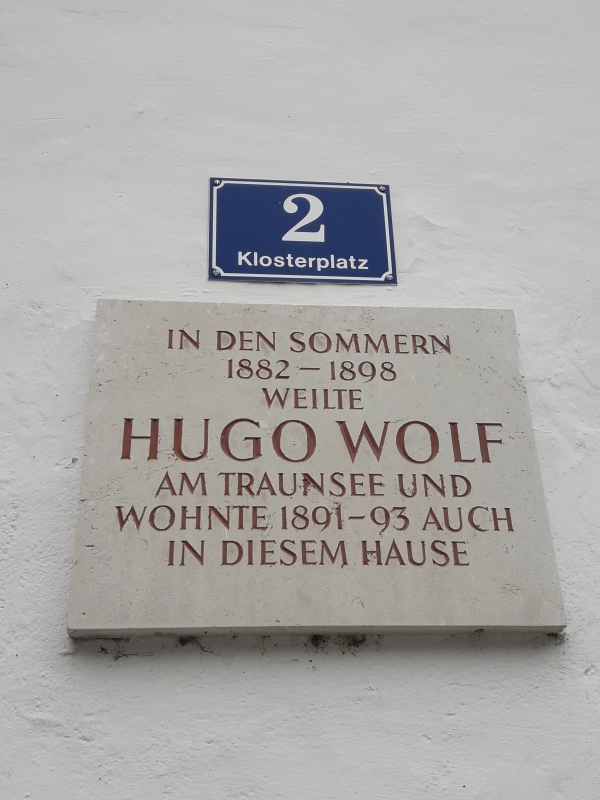 2
Klosterplatz
IN DEN SOMMERN
1882 – 1898
WEILTE
HUGO WOLF
AM TRAUNSEE UND
WOHNTE 1891–93 AUCH
IN DIESEM HAUSE